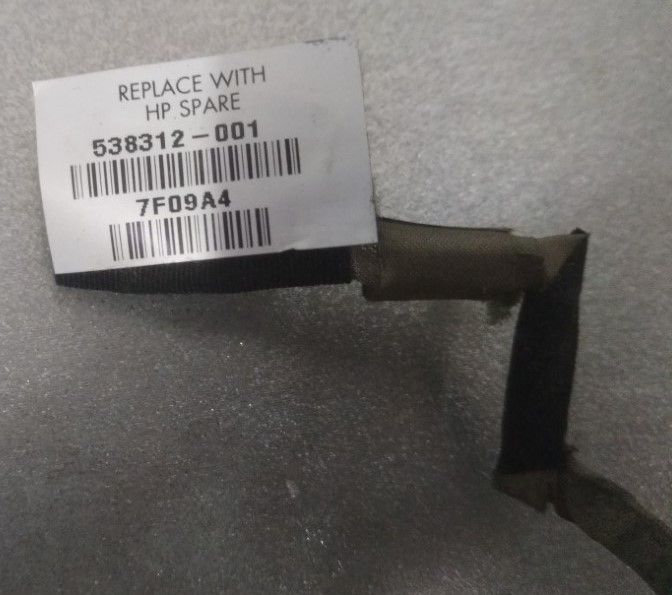 REPLACE WITH
HP SPARE
538312-001
7F09A4